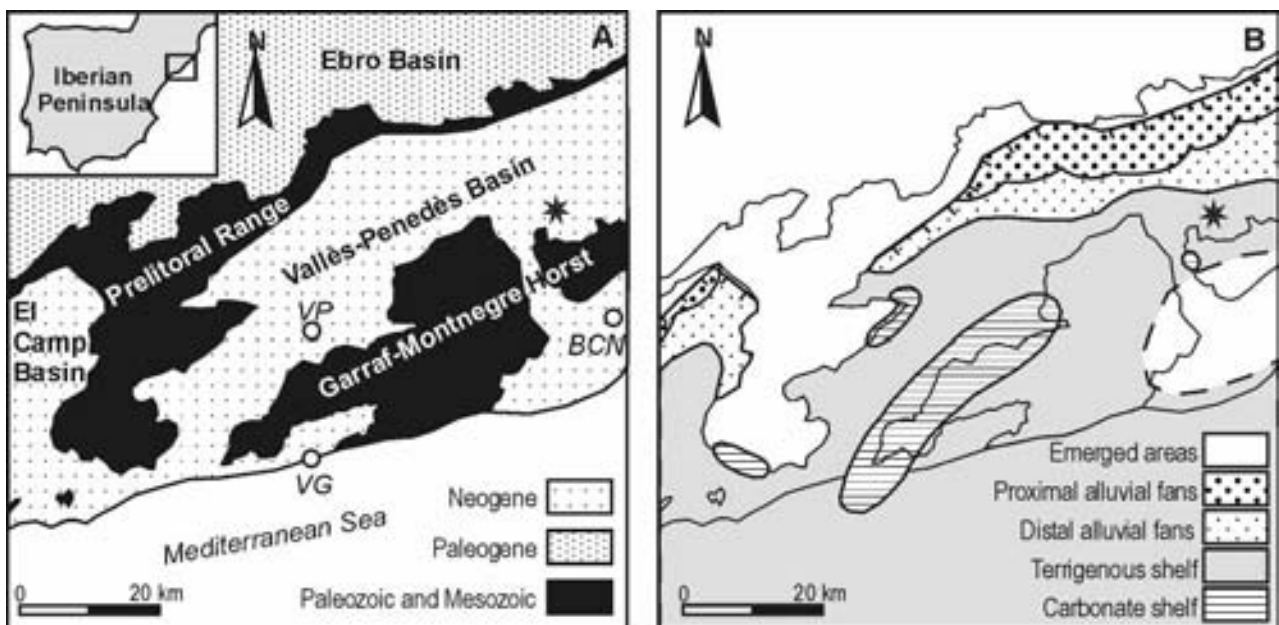 A
N
Iberian
Peninsula
Ebro Basin
Prelitoral Range
Vallès-Penedès Basin
El
Camp
Basin
VP
Garraf-Montnegre Horst
BCN
VG
Mediterranean Sea
Neogene
Paleogene
Paleozoic and Mesozoic
0 20 km
B
N
Emerged areas
Proximal alluvial fans
Distal alluvial fans
Terrigenous shelf
Carbonate shelf
0 20 km